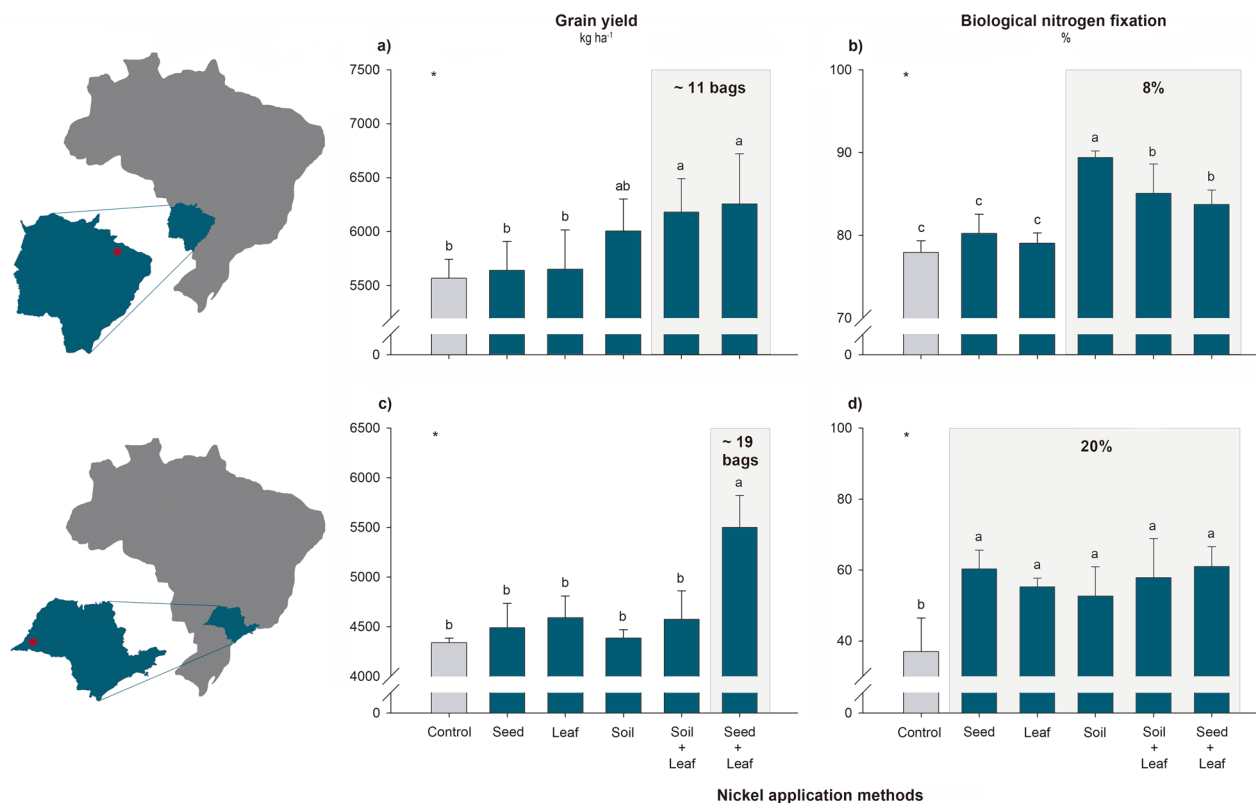 Grain yield
kg ha⁻¹
Biological nitrogen fixation
%
a)
7500
6500
6000
6500
6000
5500
0
*
~ 11 bags
b
b
b
ab
a
a
b)
100
90
80
70
0
*
8%
c
c
c
a
b
b
c)
6500
6000
5500
5000
4500
4000
0
*
~ 19
bags
b
b
b
b
b
a
Control
Seed
Leaf
Soil
Soil
+
Leaf
Seed
+
Leaf
d)
100
80
60
40
0
*
20%
b
a
a
a
a
a
Control
Seed
Leaf
Soil
Soil
+
Leaf
Seed
+
Leaf
Nickel application methods